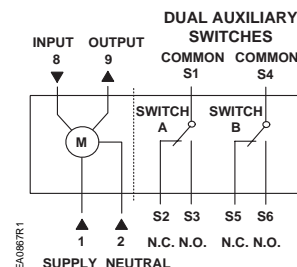 DUAL AUXILIARY
SWITCHES
INPUT OUTPUT COMMON COMMON
8 9 S1 S4
SWITCH SWITCH
A B
M
S2 S3 S5 S6
1 2 N.C. N.O. N.C. N.O.
SUPPLY NEUTRAL
EA0867R1